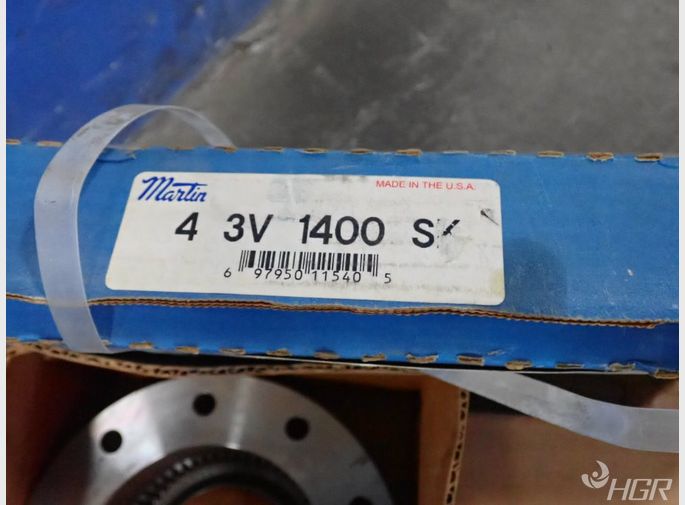 Martin
MADE IN THE U.S.A.
4 3V 1400 SK
6 97950 11540 5
HGR